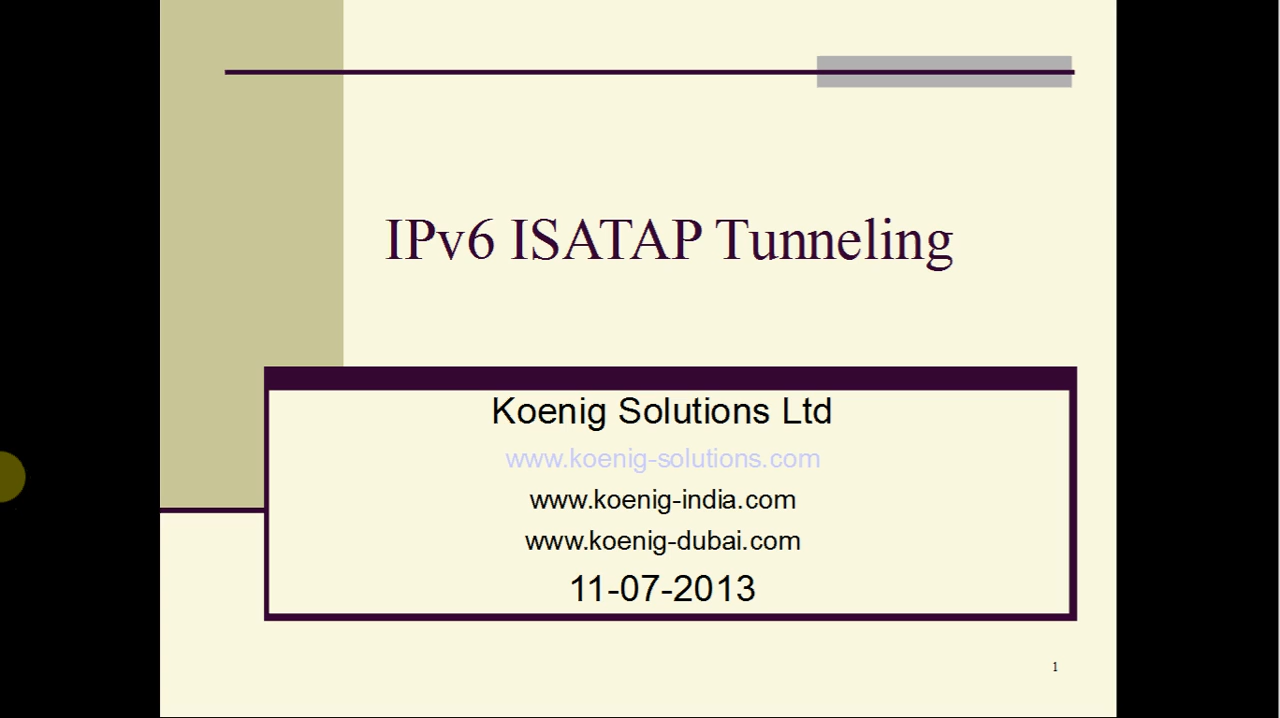 IPv6 ISATAP Tunneling
Koenig Solutions Ltd
www.koenig-solutions.com
www.koenig-india.com
www.koenig-dubai.com
11-07-2013
1